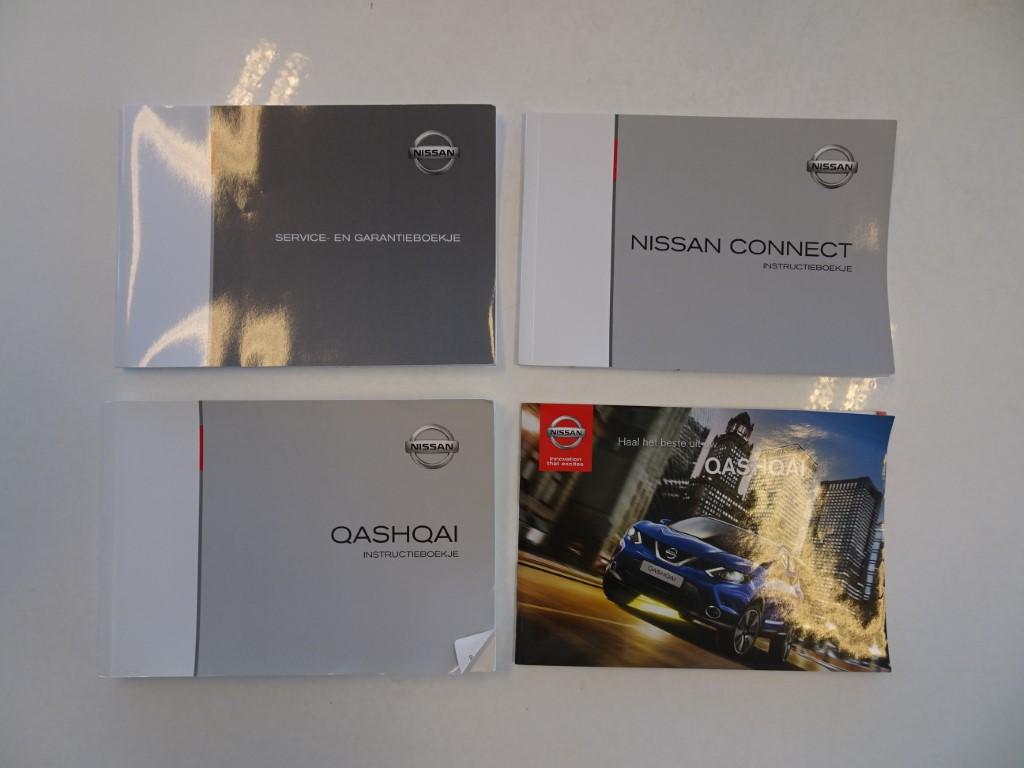 NISSAN
SERVICE- EN GARANTIEBOEKJE
NISSAN
NISSAN CONNECT
INSTRUCTIEBOEKJE
NISSAN
QASHQAI
INSTRUCTIEBOEKJE
NISSAN
Innovation
that excites
Haal het beste uit uw
QASHQAI
QASHQAI